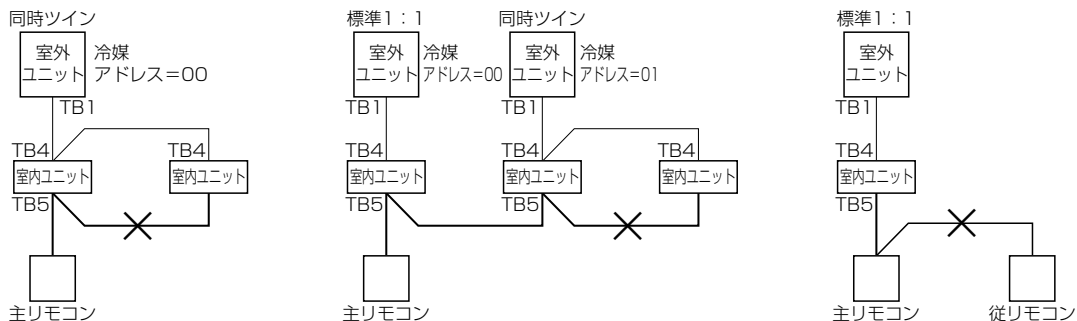 同時ツイン
室外
ユニット
冷媒
アドレス=00
TB1
TB4
TB4
室内ユニット
室内ユニット
TB5
主リモコン
標準1:1
同時ツイン
室外
ユニット
冷媒
アドレス=00
室外
ユニット
冷媒
アドレス=01
TB1
TB1
TB4
TB4
TB4
室内ユニット
室内ユニット
室内ユニット
TB5
TB5
主リモコン
標準1:1
室外
ユニット
TB1
TB4
室内ユニット
TB5
主リモコン
従リモコン